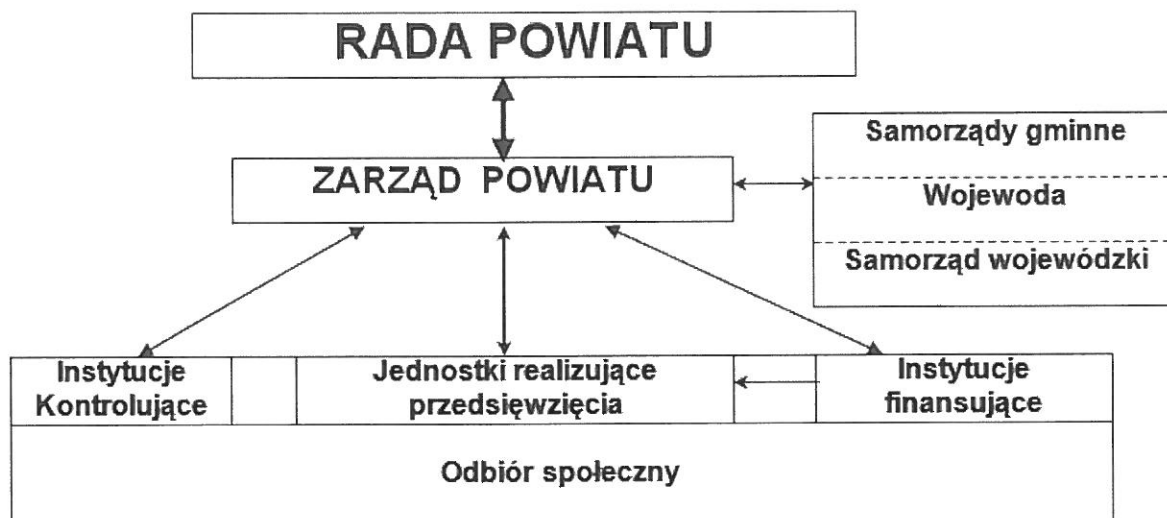 RADA POWIATU
ZARZĄD POWIATU
Samorządy gminne
Wojewoda
Samorząd wojewódzki
Instytucje
Kontrolujące
Jednostki realizujące
przedsięwzięcia
Instytucje
finansujące
Odbiór społeczny